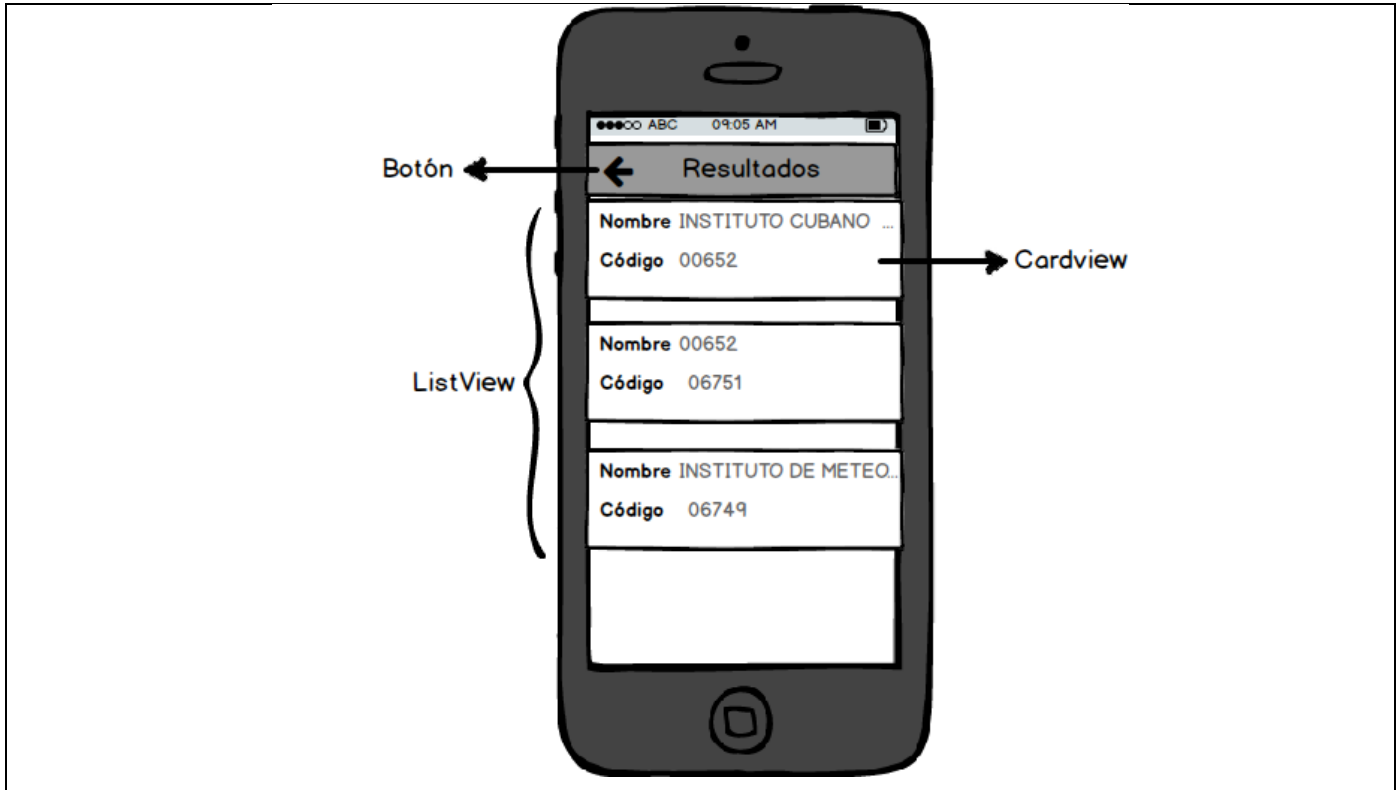 ABC 09:05 AM
Botón
Resultados
Nombre INSTITUTO CUBANO ...
Código 00652
Cardview
Nombre 00652
Código 06751
ListView
Nombre INSTITUTO DE METEO...
Código 06749